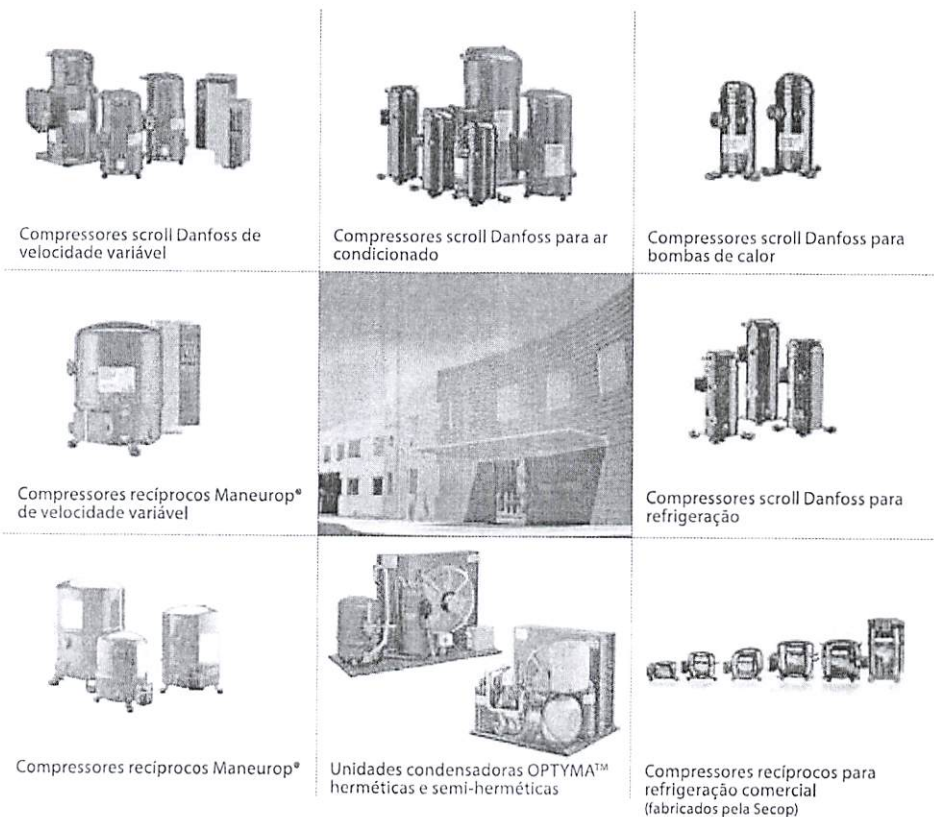 Compressores scroll Danfoss de
velocidade variável
Compressores scroll Danfoss para ar
condicionado
Compressores scroll Danfoss para
bombas de calor
Compressores recíprocos Maneurop®
de velocidade variável
Compressores scroll Danfoss para
refrigeração
Compressores recíprocos Maneurop®
Unidades condensadoras OPTYMA™
herméticas e semi-herméticas
Compressores recíprocos para
refrigeração comercial
(fabricados pela Secop)